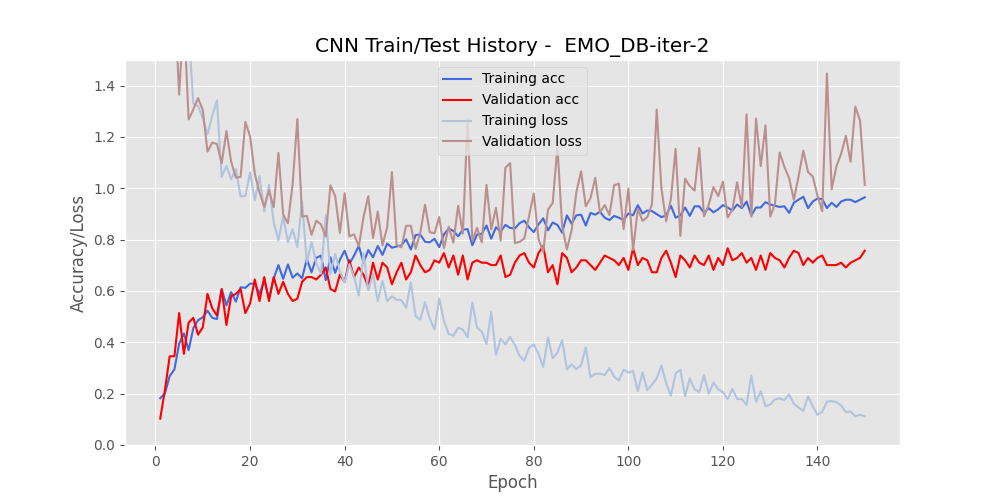 CNN Train/Test History -  EMO_DB-iter-2
Training acc
Validation acc
Training loss
Validation loss
Accuracy/Loss
1.4
1.2
1.0
0.8
0.6
0.4
0.2
0.0
0 20 40 60 80 100 120 140
Epoch